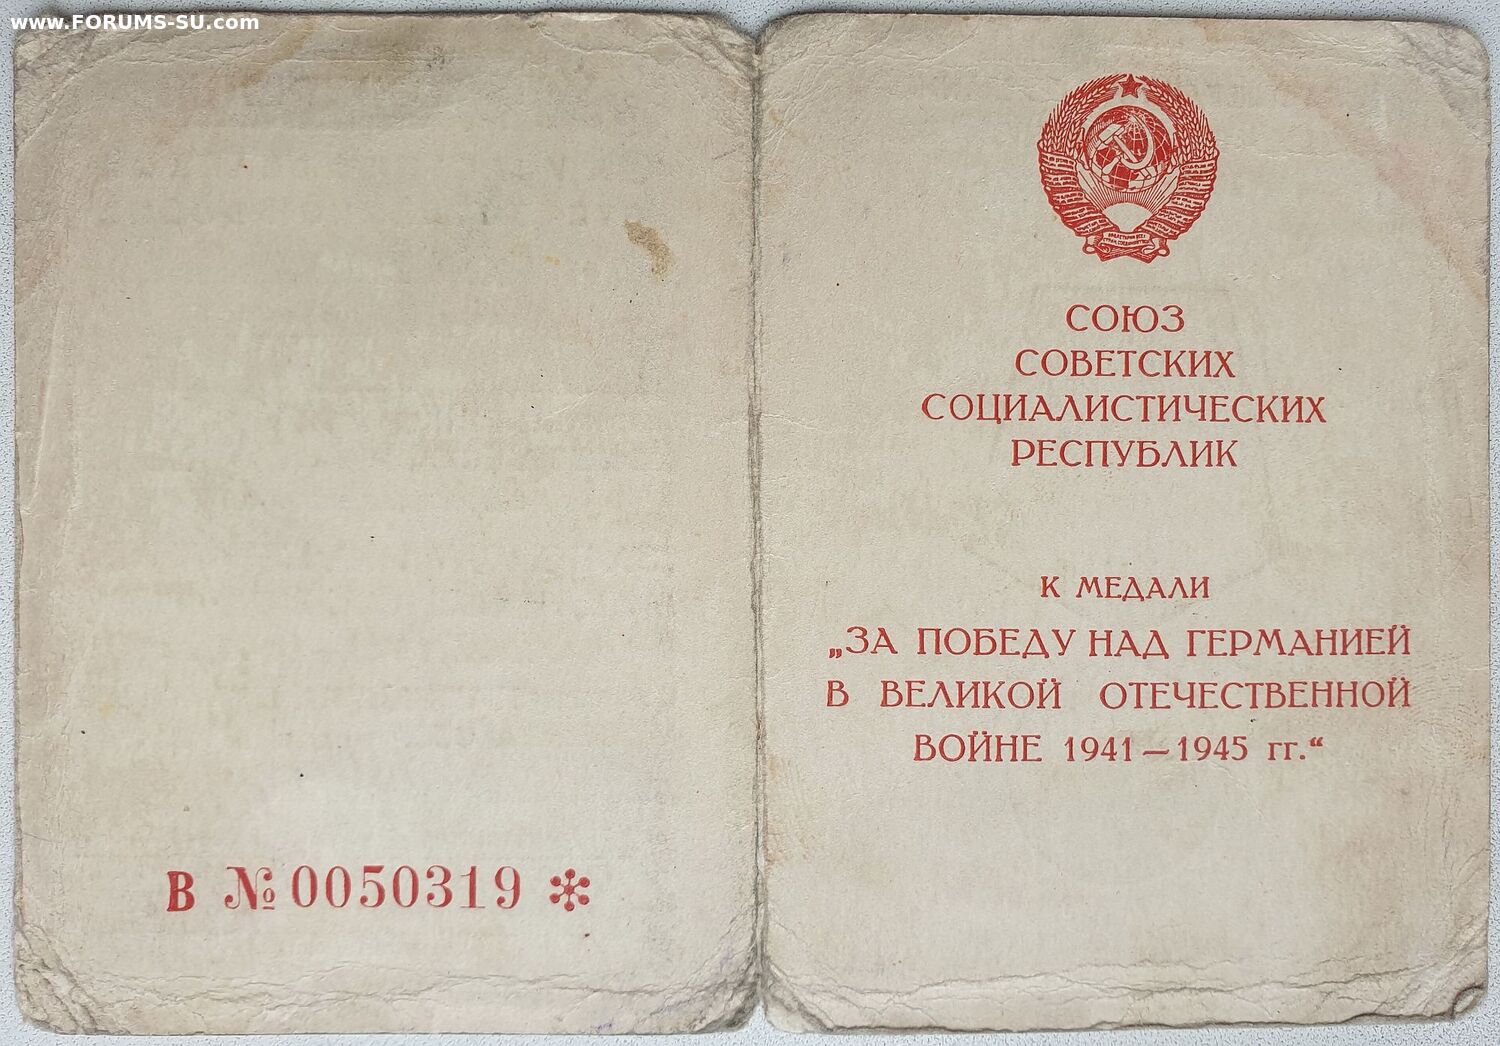 www.FORUMS-SU.com
СОЮЗ
СОВЕТСКИХ
СОЦИАЛИСТИЧЕСКИХ
РЕСПУБЛИК
К МЕДАЛИ
„ЗА ПОБЕДУ НАД ГЕРМАНИЕЙ
В ВЕЛИКОЙ ОТЕЧЕСТВЕННОЙ
ВОЙНЕ 1941—1945 гг.“
В № 0050319 *